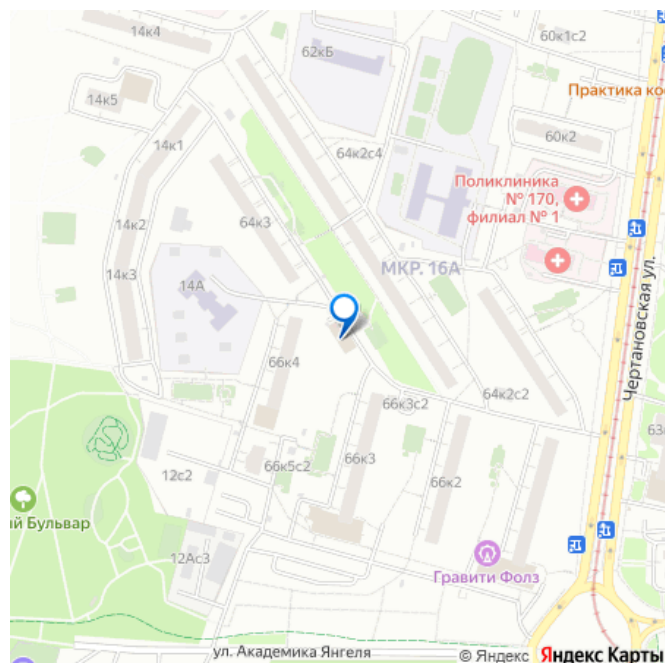 14к4
62кБ
60к1с2
Практика кос
14к5
60к2
14к1
64к2с4
Поликлиника
№ 170,
филиал № 1
14к2
64к3
14к3
14А
МКР. 16А
Чертановская ул.
66к4
64к2с2
66к3с2
63
66к5с2
66к3
12с2
66к2
ий Бульвар
12Ас3
Гравити Фолз
ул. Академика Янгеля
© Яндекс Яндекс Карты